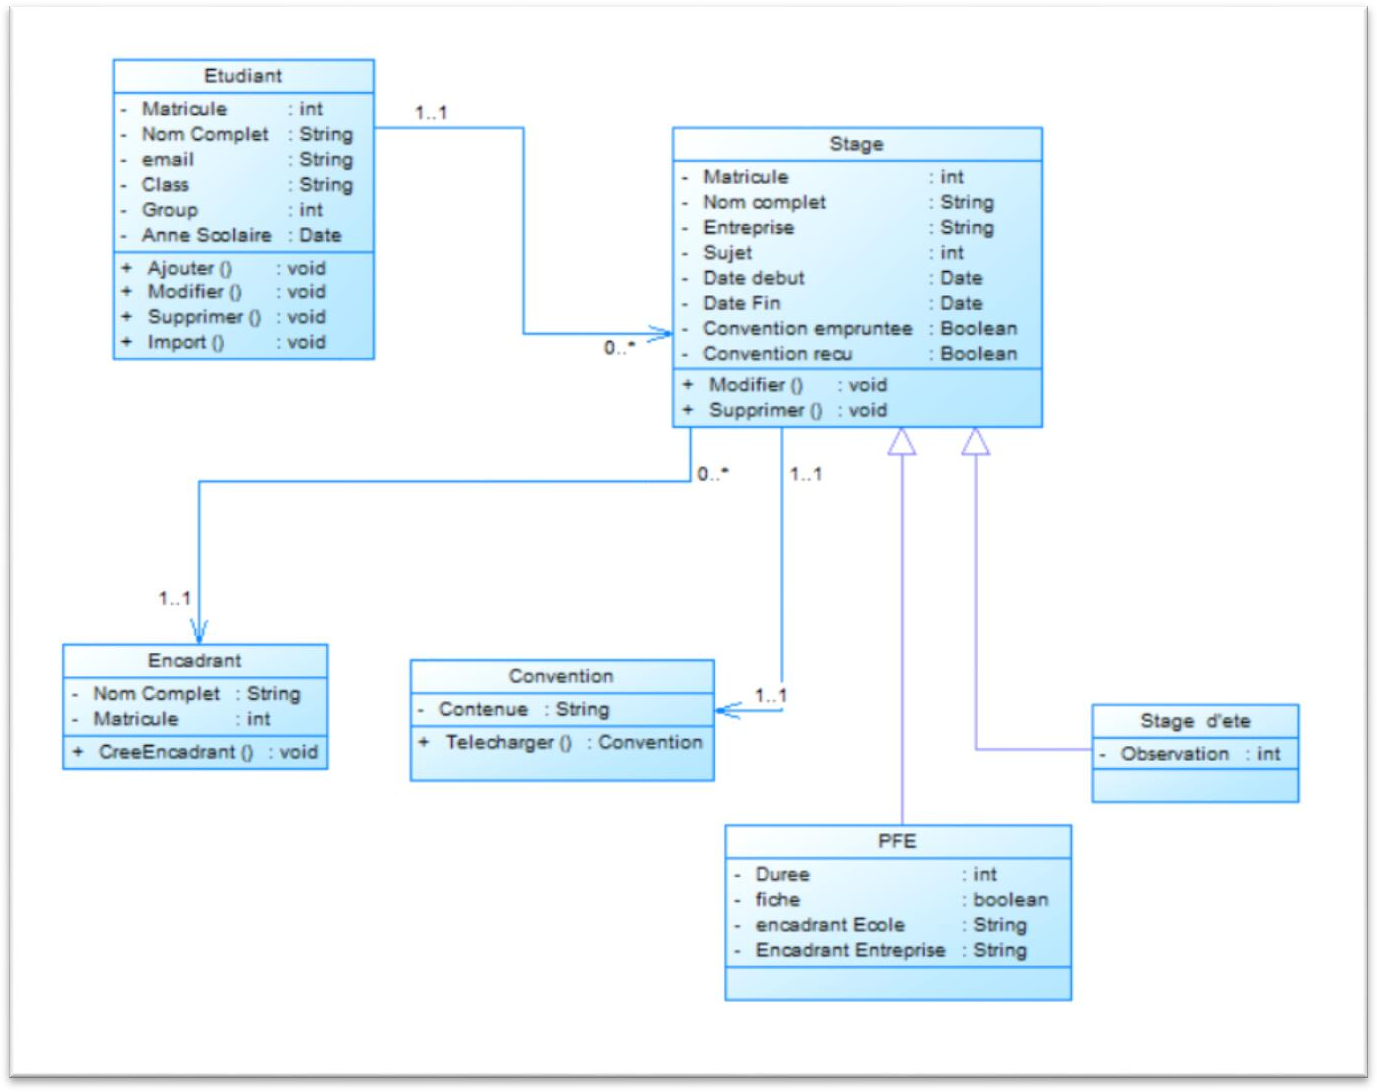 Etudiant
- Matricule : int
- Nom Complet : String
- email : String
- Class : String
- Group : int
- Anne Scolaire : Date
+ Ajouter () : void
+ Modifier () : void
+ Supprimer () : void
+ Import () : void
1..1
0..*
Stage
- Matricule : int
- Nom complet : String
- Entreprise : String
- Sujet : int
- Date debut : Date
- Date Fin : Date
- Convention empruntee : Boolean
- Convention recu : Boolean
+ Modifier () : void
+ Supprimer () : void
0..*
1..1
1..1
Encadrant
- Nom Complet : String
- Matricule : int
+ CreeEncadrant () : void
Convention
- Contenue : String
+ Telecharger () : Convention
1..1
Stage d'ete
- Observation : int
PFE
- Duree : int
- fiche : boolean
- encadrant Ecole : String
- Encadrant Entreprise : String